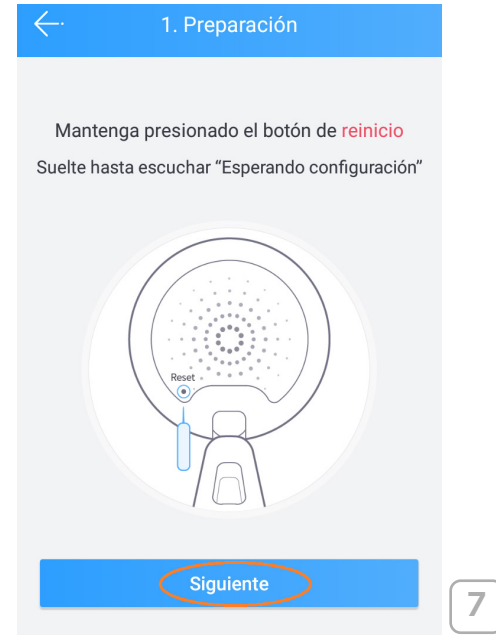 1. Preparación
Mantenga presionado el botón de reinicio
Suelte hasta escuchar “Esperando configuración”
Reset
Siguiente
7